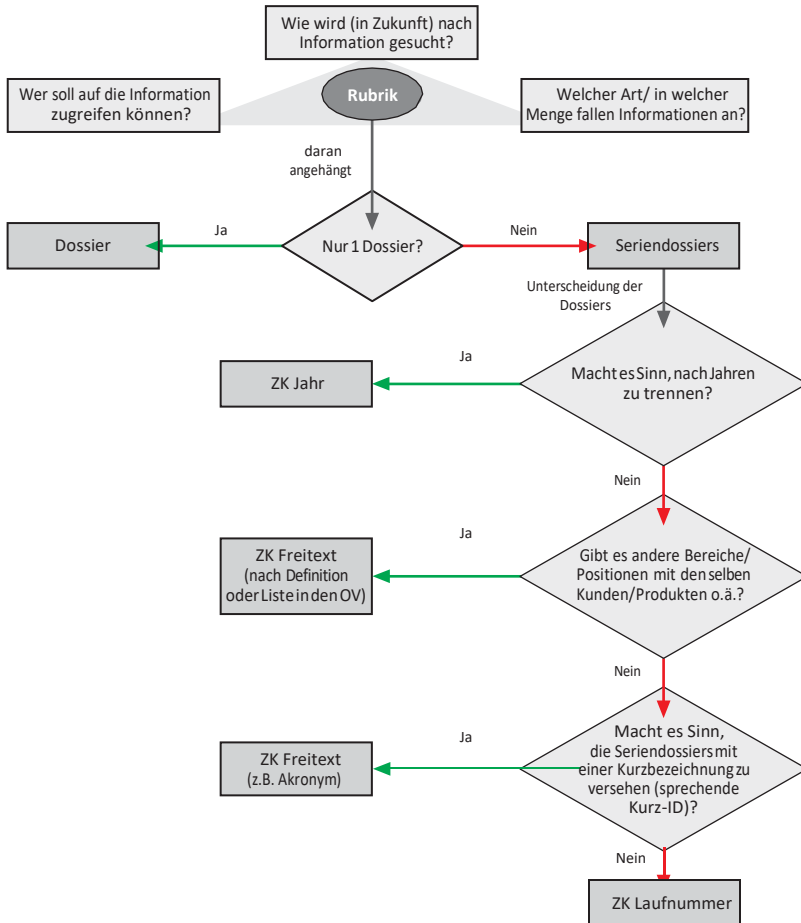 Wie wird (in Zukunft) nach
Information gesucht?
Wer soll auf die Information
zugreifen können?
Rubrik
Welcher Art/ in welcher
Menge fallen Informationen an?
daran
angehängt
Dossier
Ja
Nur 1 Dossier?
Nein
Seriendossiers
Unterscheidung der
Dossiers
ZK Jahr
Ja
Macht es Sinn, nach Jahren
zu trennen?
Nein
ZK Freitext
(nach Definition
oder Liste in den OV)
Ja
Gibt es andere Bereiche/
Positionen mit den selben
Kunden/Produkten o.ä.?
Nein
ZK Freitext
(z.B. Akronym)
Ja
Macht es Sinn,
die Seriendossiers mit
einer Kurzbezeichnung zu
versehen (sprechende
Kurz-ID)?
Nein
ZK Laufnummer